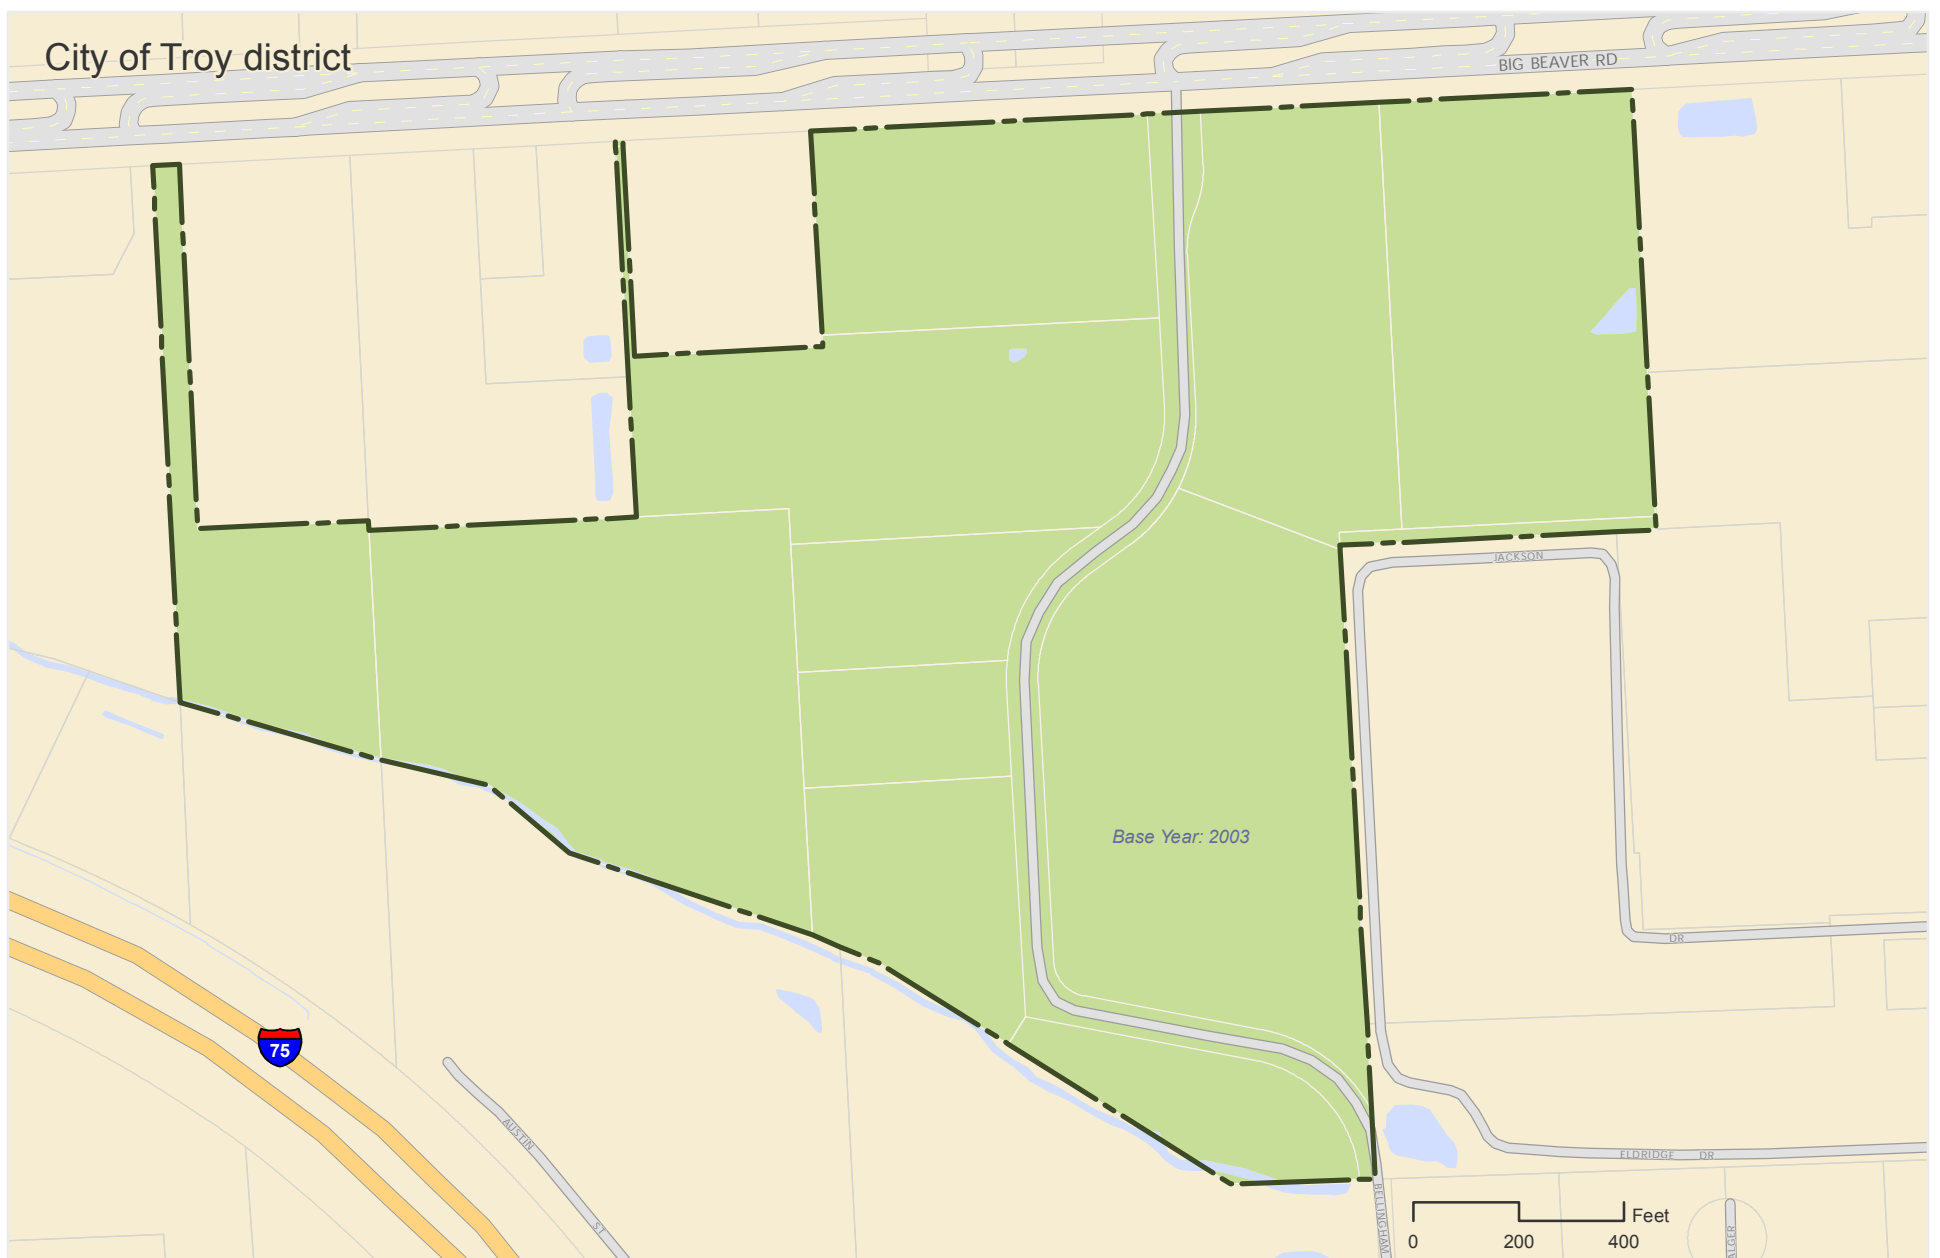 City of Troy district
BIG BEAVER RD
JACKSON
Base Year: 2003
DR
75
AUSTIN
ST
ELDRIDGE DR
BELLINGHAM
ALGER
Feet
0 200 400